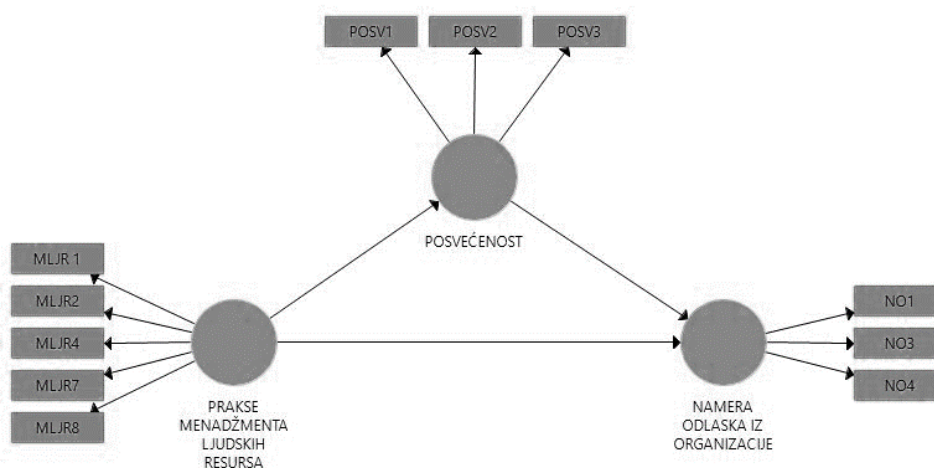 POSV1
POSV2
POSV3
POSVEĆENOST
MLJR 1
MLJR2
MLJR4
MLJR7
MLJR8
PRAKSE
MENADŽMENTA
LJUDSKIH
RESURSA
NAMERA
ODLASKA IZ
ORGANIZACIJE
NO1
NO3
NO4